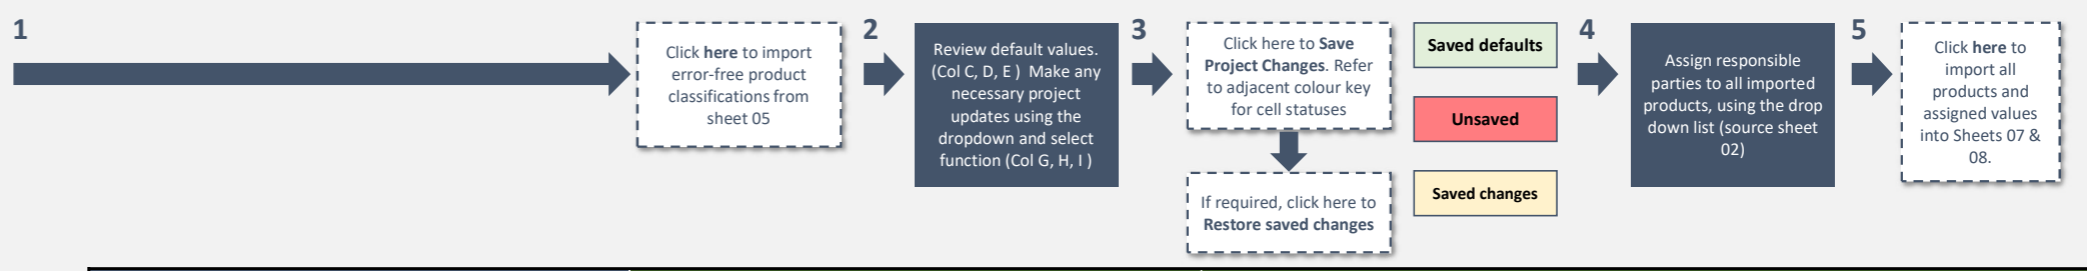 1
Click here to import
error-free product
classifications from
sheet 05
2
Review default values.
(Col C, D, E )  Make any
necessary project
updates using the
dropdown and select
function (Col G, H, I )
3
Click here to Save
Project Changes. Refer
to adjacent colour key
for cell statuses
If required, click here to
Restore saved changes
Saved defaults
Unsaved
Saved changes
4
Assign responsible
parties to all imported
products, using the drop
down list (source sheet
02)
5
Click here to
import all
products and
assigned values
into Sheets 07 &
08.